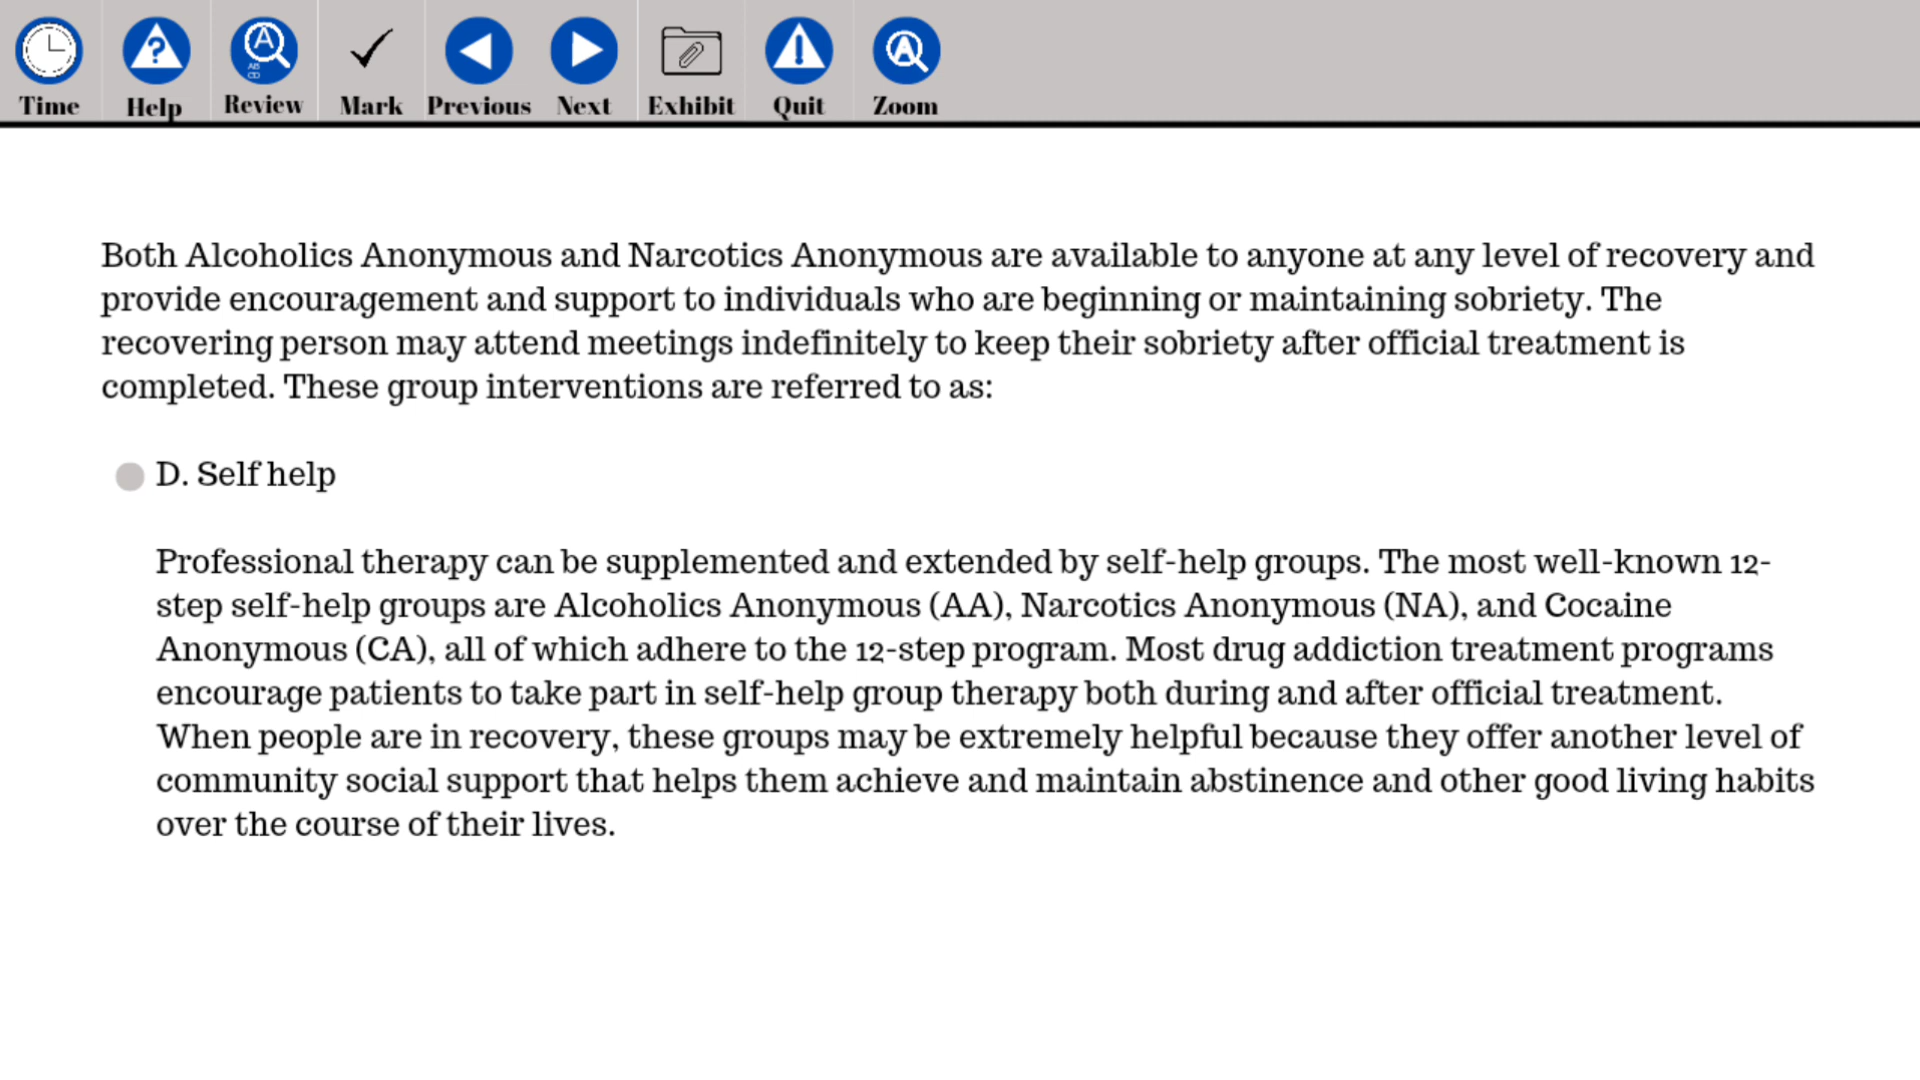 Time Help Review Mark Previous Next Exhibit Quit Zoom
Both Alcoholics Anonymous and Narcotics Anonymous are available to anyone at any level of recovery and
provide encouragement and support to individuals who are beginning or maintaining sobriety. The
recovering person may attend meetings indefinitely to keep their sobriety after official treatment is
completed. These group interventions are referred to as:
D. Self help
Professional therapy can be supplemented and extended by self-help groups. The most well-known 12-
step self-help groups are Alcoholics Anonymous (AA), Narcotics Anonymous (NA), and Cocaine
Anonymous (CA), all of which adhere to the 12-step program. Most drug addiction treatment programs
encourage patients to take part in self-help group therapy both during and after official treatment.
When people are in recovery, these groups may be extremely helpful because they offer another level of
community social support that helps them achieve and maintain abstinence and other good living habits
over the course of their lives.